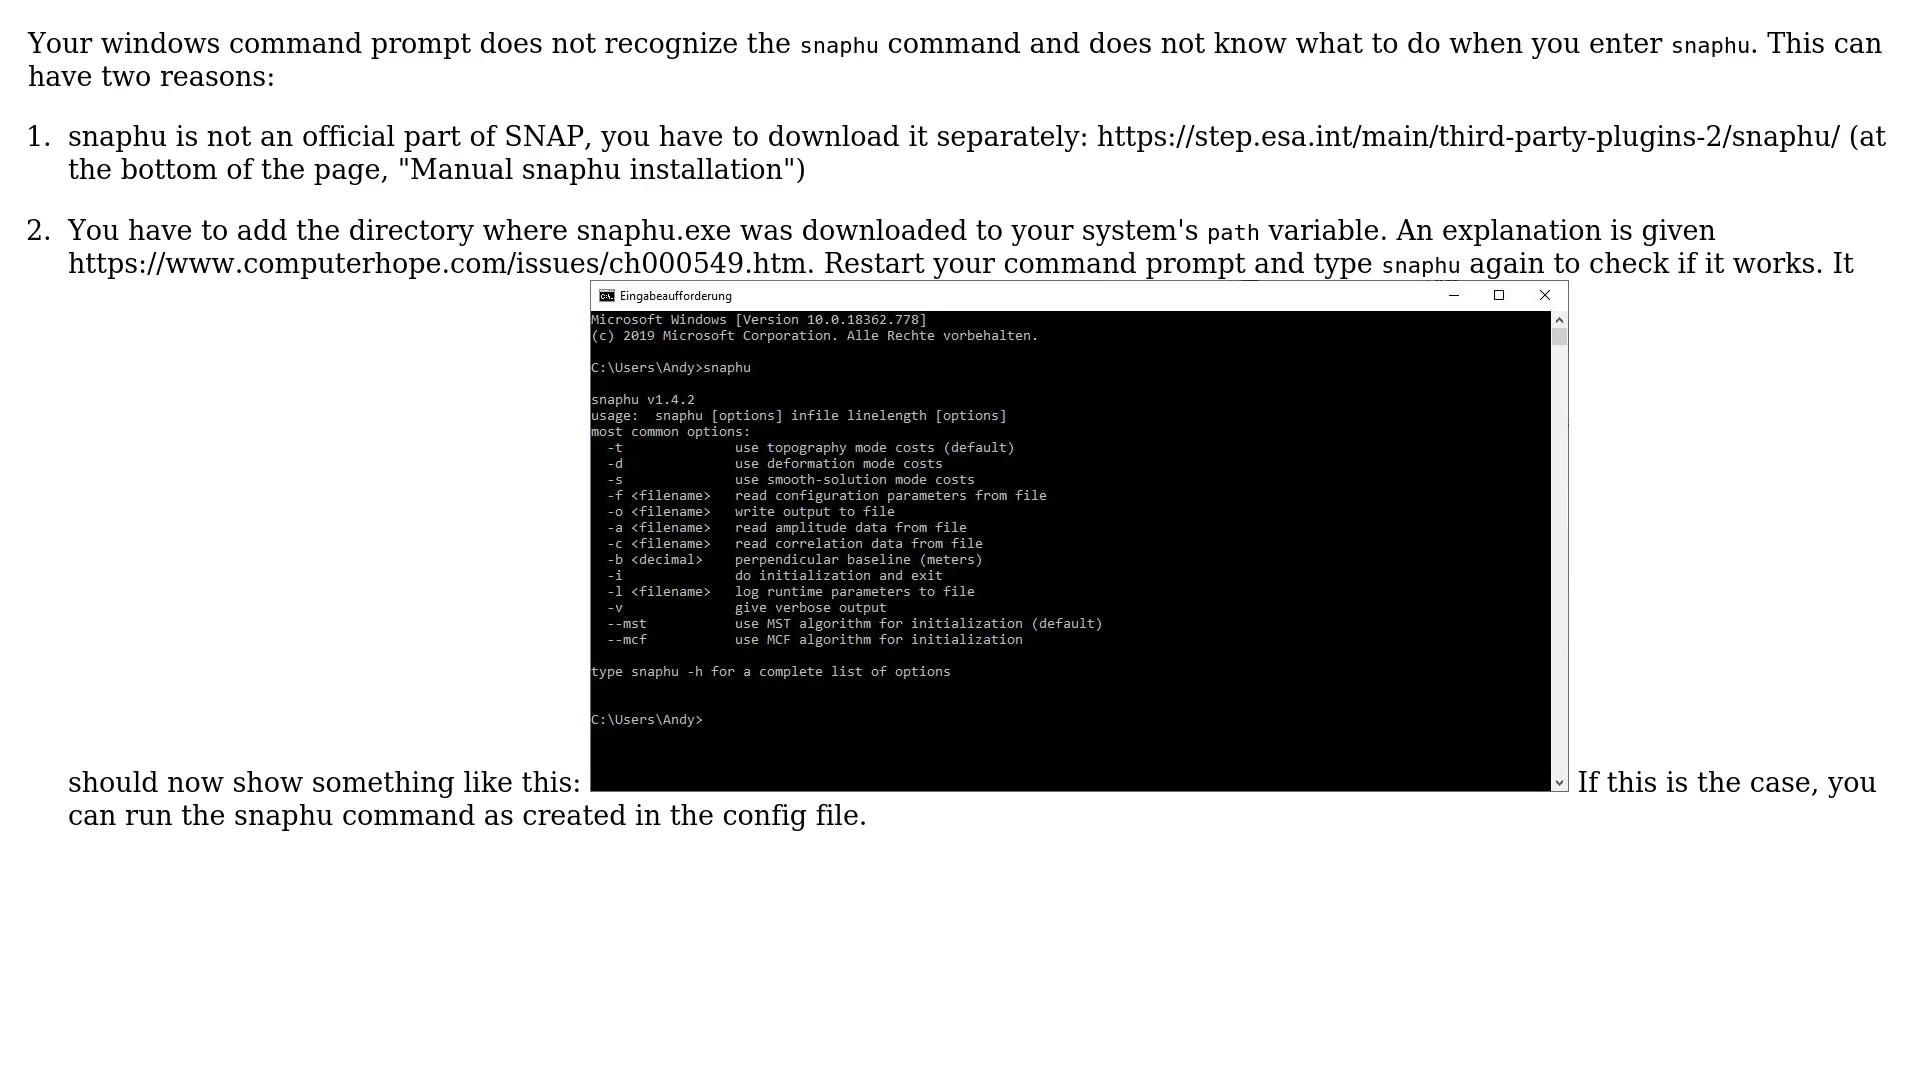 Your windows command prompt does not recognize the snaphu command and does not know what to do when you enter snaphu. This can
have two reasons:
1. snaphu is not an official part of SNAP, you have to download it separately: https://step.esa.int/main/third-party-plugins-2/snaphu/ (at
the bottom of the page, "Manual snaphu installation")
2. You have to add the directory where snaphu.exe was downloaded to your system's path variable. An explanation is given
https://www.computerhope.com/issues/ch000549.htm. Restart your command prompt and type snaphu again to check if it works. It
Eingabeaufforderung
Microsoft Windows [Version 10.0.18362.778]
(c) 2019 Microsoft Corporation. Alle Rechte vorbehalten.
C:\Users\Andy>snaphu
snaphu v1.4.2
usage:  snaphu [options] infile linelength [options]
most common options:
  -t              use topography mode costs (default)
  -d              use deformation mode costs
  -s              use smooth-solution mode costs
  -f <filename>   read configuration parameters from file
  -o <filename>   write output to file
  -a <filename>   read amplitude data from file
  -c <filename>   read correlation data from file
  -b <decimal>    perpendicular baseline (meters)
  -i              do initialization and exit
  -l <filename>   log runtime parameters to file
  -v              give verbose output
  --mst           use MST algorithm for initialization (default)
  --mcf           use MCF algorithm for initialization
type snaphu -h for a complete list of options
C:\Users\Andy>
should now show something like this: If this is the case, you
can run the snaphu command as created in the config file.